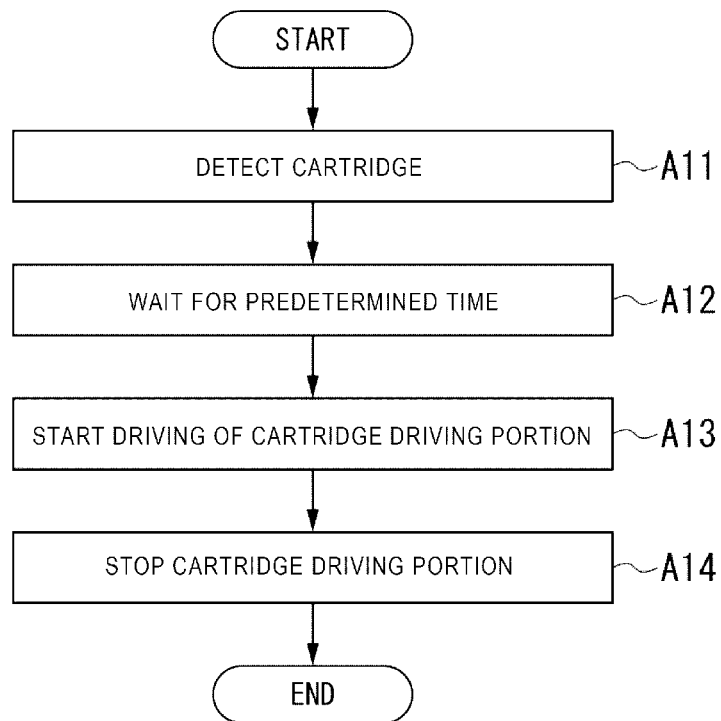 START
DETECT CARTRIDGE
A11
WAIT FOR PREDETERMINED TIME
A12
START DRIVING OF CARTRIDGE DRIVING PORTION
A13
STOP CARTRIDGE DRIVING PORTION
A14
END